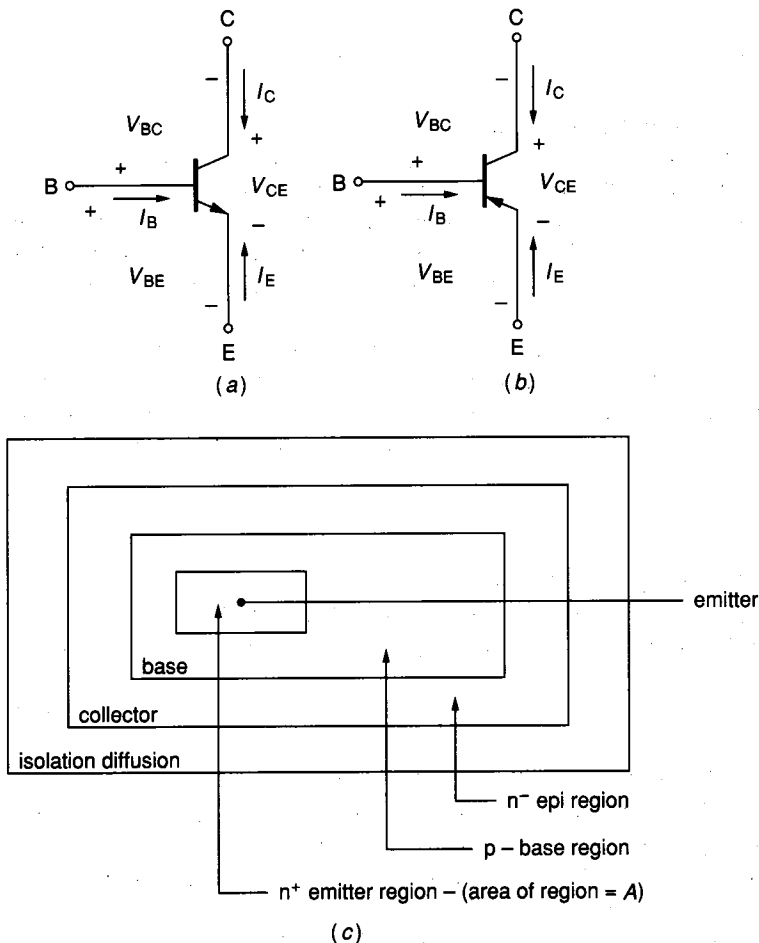 C
C
–
I_C
–
I_C
V_BC
V_BC
+
+
+
+
B
V_CE
B
V_CE
+
I_B
–
+
I_B
–
V_BE
I_E
V_BE
I_E
–
–
E
E
(a)
(b)
emitter
base
collector
isolation diffusion
n⁻ epi region
p – base region
n⁺ emitter region – (area of region = A)
(c)